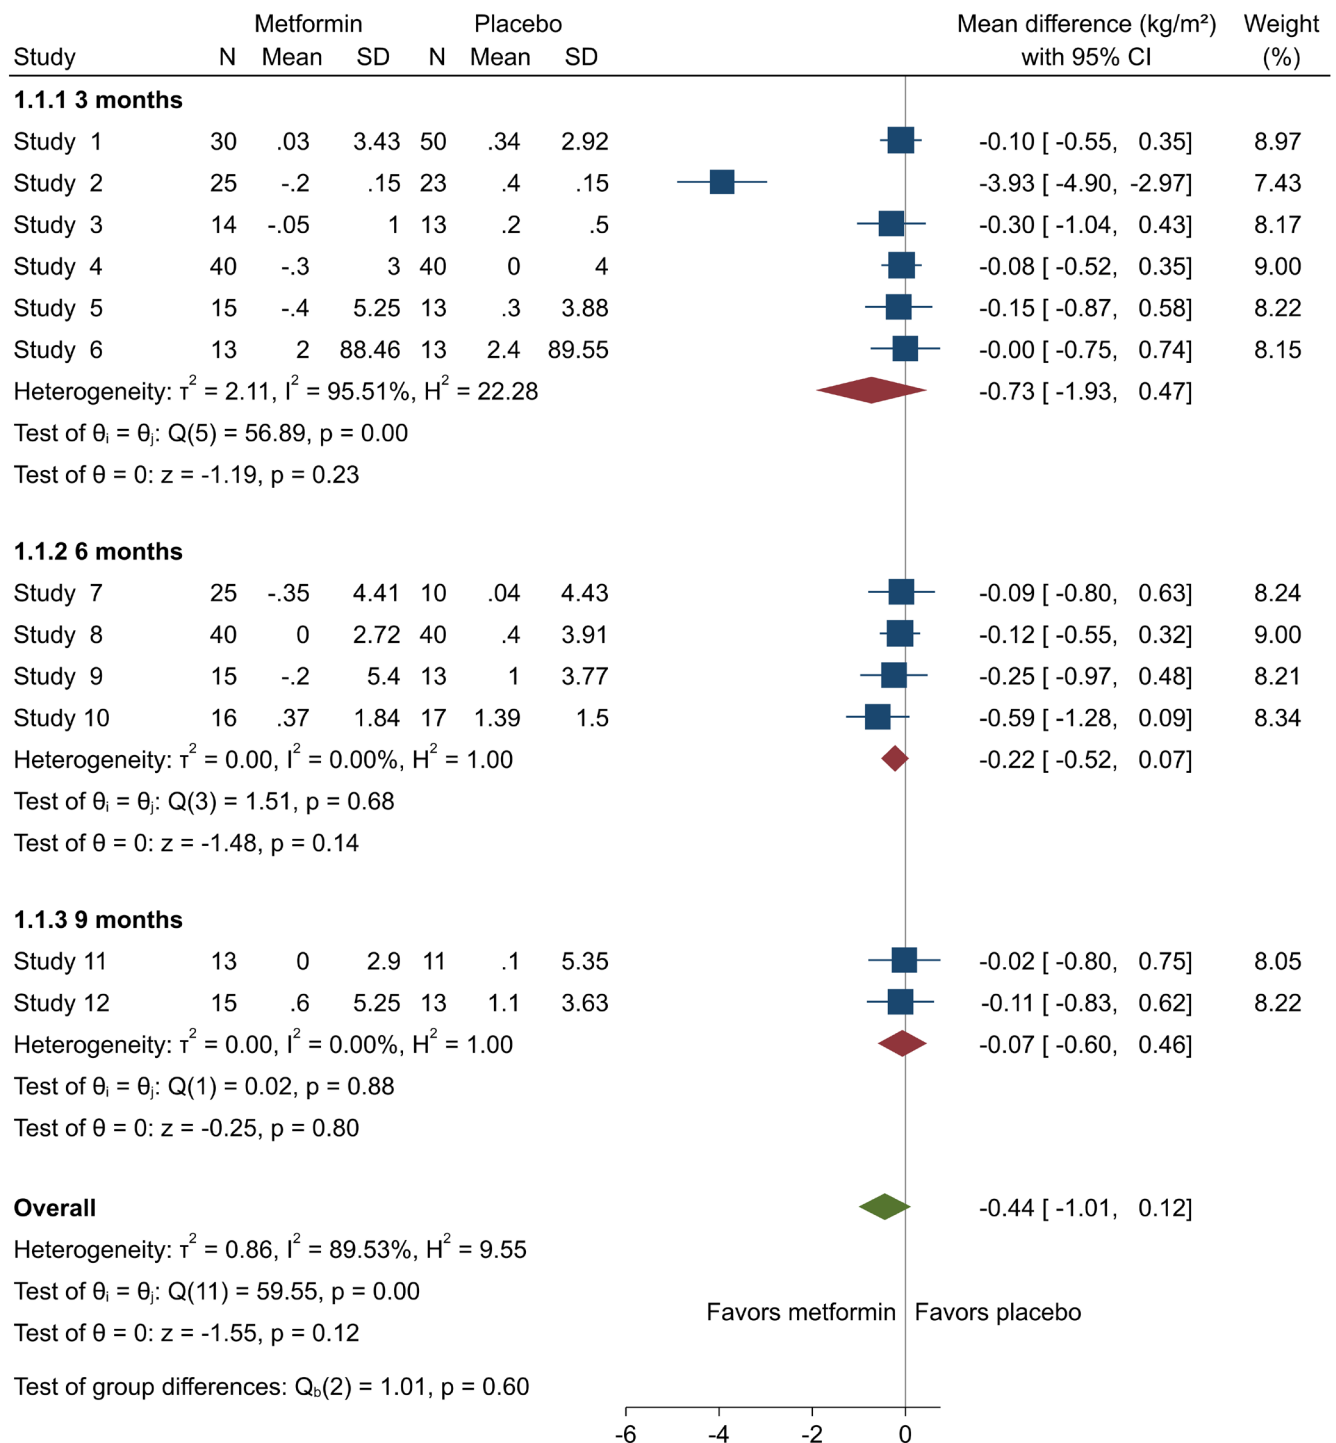 Metformin Placebo Mean difference (kg/m²) Weight
Study N Mean SD N Mean SD with 95% CI (%)
1.1.1 3 months
Study 1 30 .03 3.43 50 .34 2.92 -0.10 [ -0.55, 0.35] 8.97
Study 2 25 -.2 .15 23 .4 .15 -3.93 [ -4.90, -2.97] 7.43
Study 3 14 -.05 1 13 .2 .5 -0.30 [ -1.04, 0.43] 8.17
Study 4 40 -.3 3 40 0 4 -0.08 [ -0.52, 0.35] 9.00
Study 5 15 -.4 5.25 13 .3 3.88 -0.15 [ -0.87, 0.58] 8.22
Study 6 13 2 88.46 13 2.4 89.55 -0.00 [ -0.75, 0.74] 8.15
Heterogeneity: τ² = 2.11, I² = 95.51%, H² = 22.28 -0.73 [ -1.93, 0.47]
Test of θᵢ = θⱼ: Q(5) = 56.89, p = 0.00
Test of θ = 0: z = -1.19, p = 0.23
1.1.2 6 months
Study 7 25 -.35 4.41 10 .04 4.43 -0.09 [ -0.80, 0.63] 8.24
Study 8 40 0 2.72 40 .4 3.91 -0.12 [ -0.55, 0.32] 9.00
Study 9 15 -.2 5.4 13 1 3.77 -0.25 [ -0.97, 0.48] 8.21
Study 10 16 .37 1.84 17 1.39 1.5 -0.59 [ -1.28, 0.09] 8.34
Heterogeneity: τ² = 0.00, I² = 0.00%, H² = 1.00 -0.22 [ -0.52, 0.07]
Test of θᵢ = θⱼ: Q(3) = 1.51, p = 0.68
Test of θ = 0: z = -1.48, p = 0.14
1.1.3 9 months
Study 11 13 0 2.9 11 .1 5.35 -0.02 [ -0.80, 0.75] 8.05
Study 12 15 .6 5.25 13 1.1 3.63 -0.11 [ -0.83, 0.62] 8.22
Heterogeneity: τ² = 0.00, I² = 0.00%, H² = 1.00 -0.07 [ -0.60, 0.46]
Test of θᵢ = θⱼ: Q(1) = 0.02, p = 0.88
Test of θ = 0: z = -0.25, p = 0.80
Overall -0.44 [ -1.01, 0.12]
Heterogeneity: τ² = 0.86, I² = 89.53%, H² = 9.55
Test of θᵢ = θⱼ: Q(11) = 59.55, p = 0.00
Favors metformin Favors placebo
Test of θ = 0: z = -1.55, p = 0.12
Test of group differences: Q_b(2) = 1.01, p = 0.60
-6 -4 -2 0